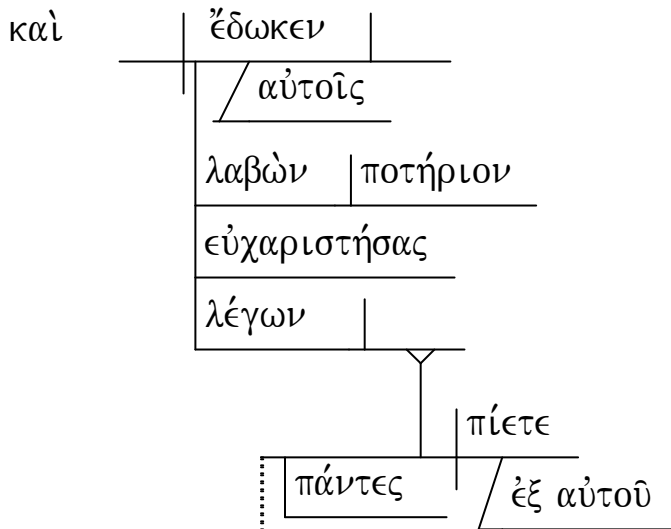 καὶ ἔδωκεν
αὐτοῖς
λαβὼν ποτήριον
εὐχαριστήσας
λέγων
πίετε
πάντες ἐξ αὐτοῦ